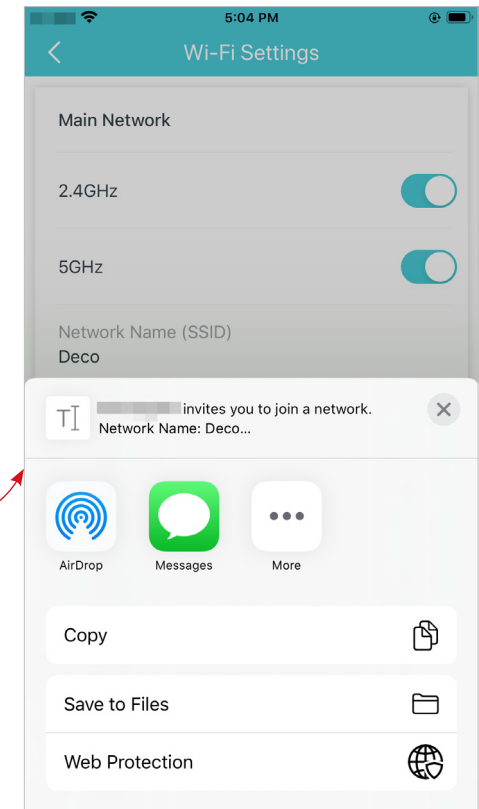 5:04 PM
Wi-Fi Settings
Main Network
2.4GHz
5GHz
Network Name (SSID)
Deco
invites you to join a network.
Network Name: Deco...
AirDrop Messages More
Copy
Save to Files
Web Protection